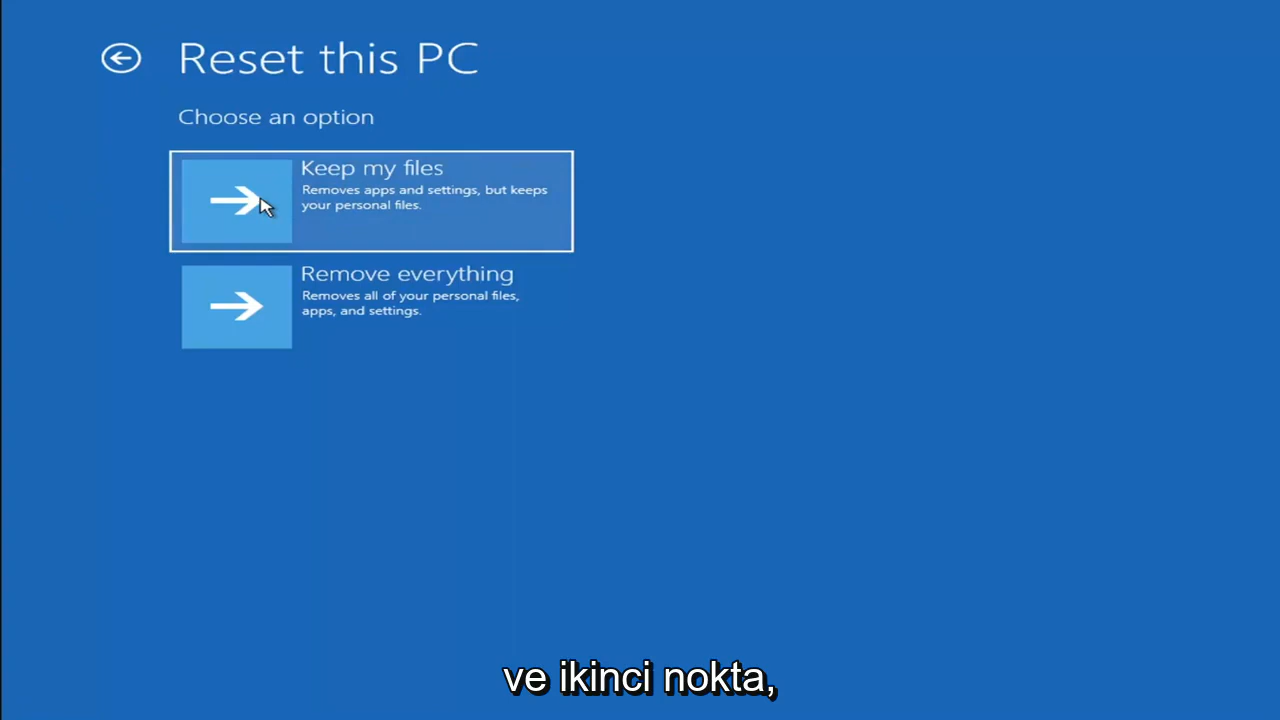 Reset this PC
Choose an option
Keep my files
Removes apps and settings, but keeps
your personal files.
Remove everything
Removes all of your personal files,
apps, and settings.
ve ikinci nokta,